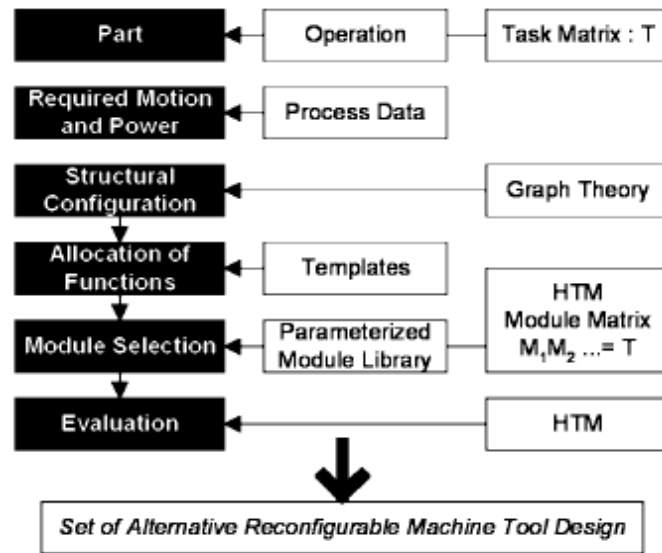 Part
Operation
Task Matrix : T
Required Motion
and Power
Process Data
Structural
Configuration
Graph Theory
Allocation of
Functions
Templates
HTM
Module Matrix
M₁M₂ ...= T
Module Selection
Parameterized
Module Library
Evaluation
HTM
Set of Alternative Reconfigurable Machine Tool Design